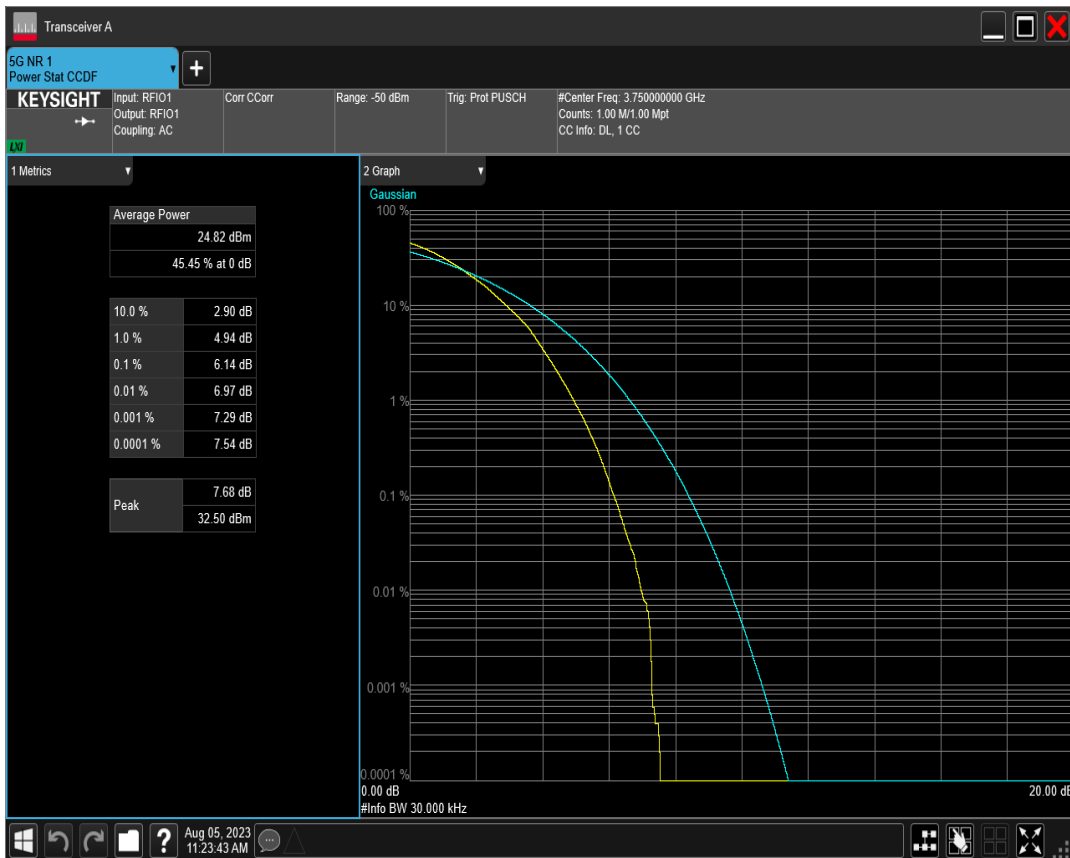 Transceiver A
5G NR 1
Power Stat CCDF
+
KEYSIGHT
LXI
Input: RFIO1
Output: RFIO1
Coupling: AC
Corr CCorr
Range: -50 dBm
Trig: Prot PUSCH
#Center Freq: 3.750000000 GHz
Counts: 1.00 M/1.00 Mpt
CC Info: DL, 1 CC
1 Metrics
Average Power
24.82 dBm
45.45 % at 0 dB
10.0 % 2.90 dB
1.0 % 4.94 dB
0.1 % 6.14 dB
0.01 % 6.97 dB
0.001 % 7.29 dB
0.0001 % 7.54 dB
Peak
7.68 dB
32.50 dBm
2 Graph
Gaussian
100 %
10 %
1 %
0.1 %
0.01 %
0.001 %
0.0001 %
0.00 dB 20.00 dB
#Info BW 30.000 kHz
?
Aug 05, 2023
11:23:43 AM